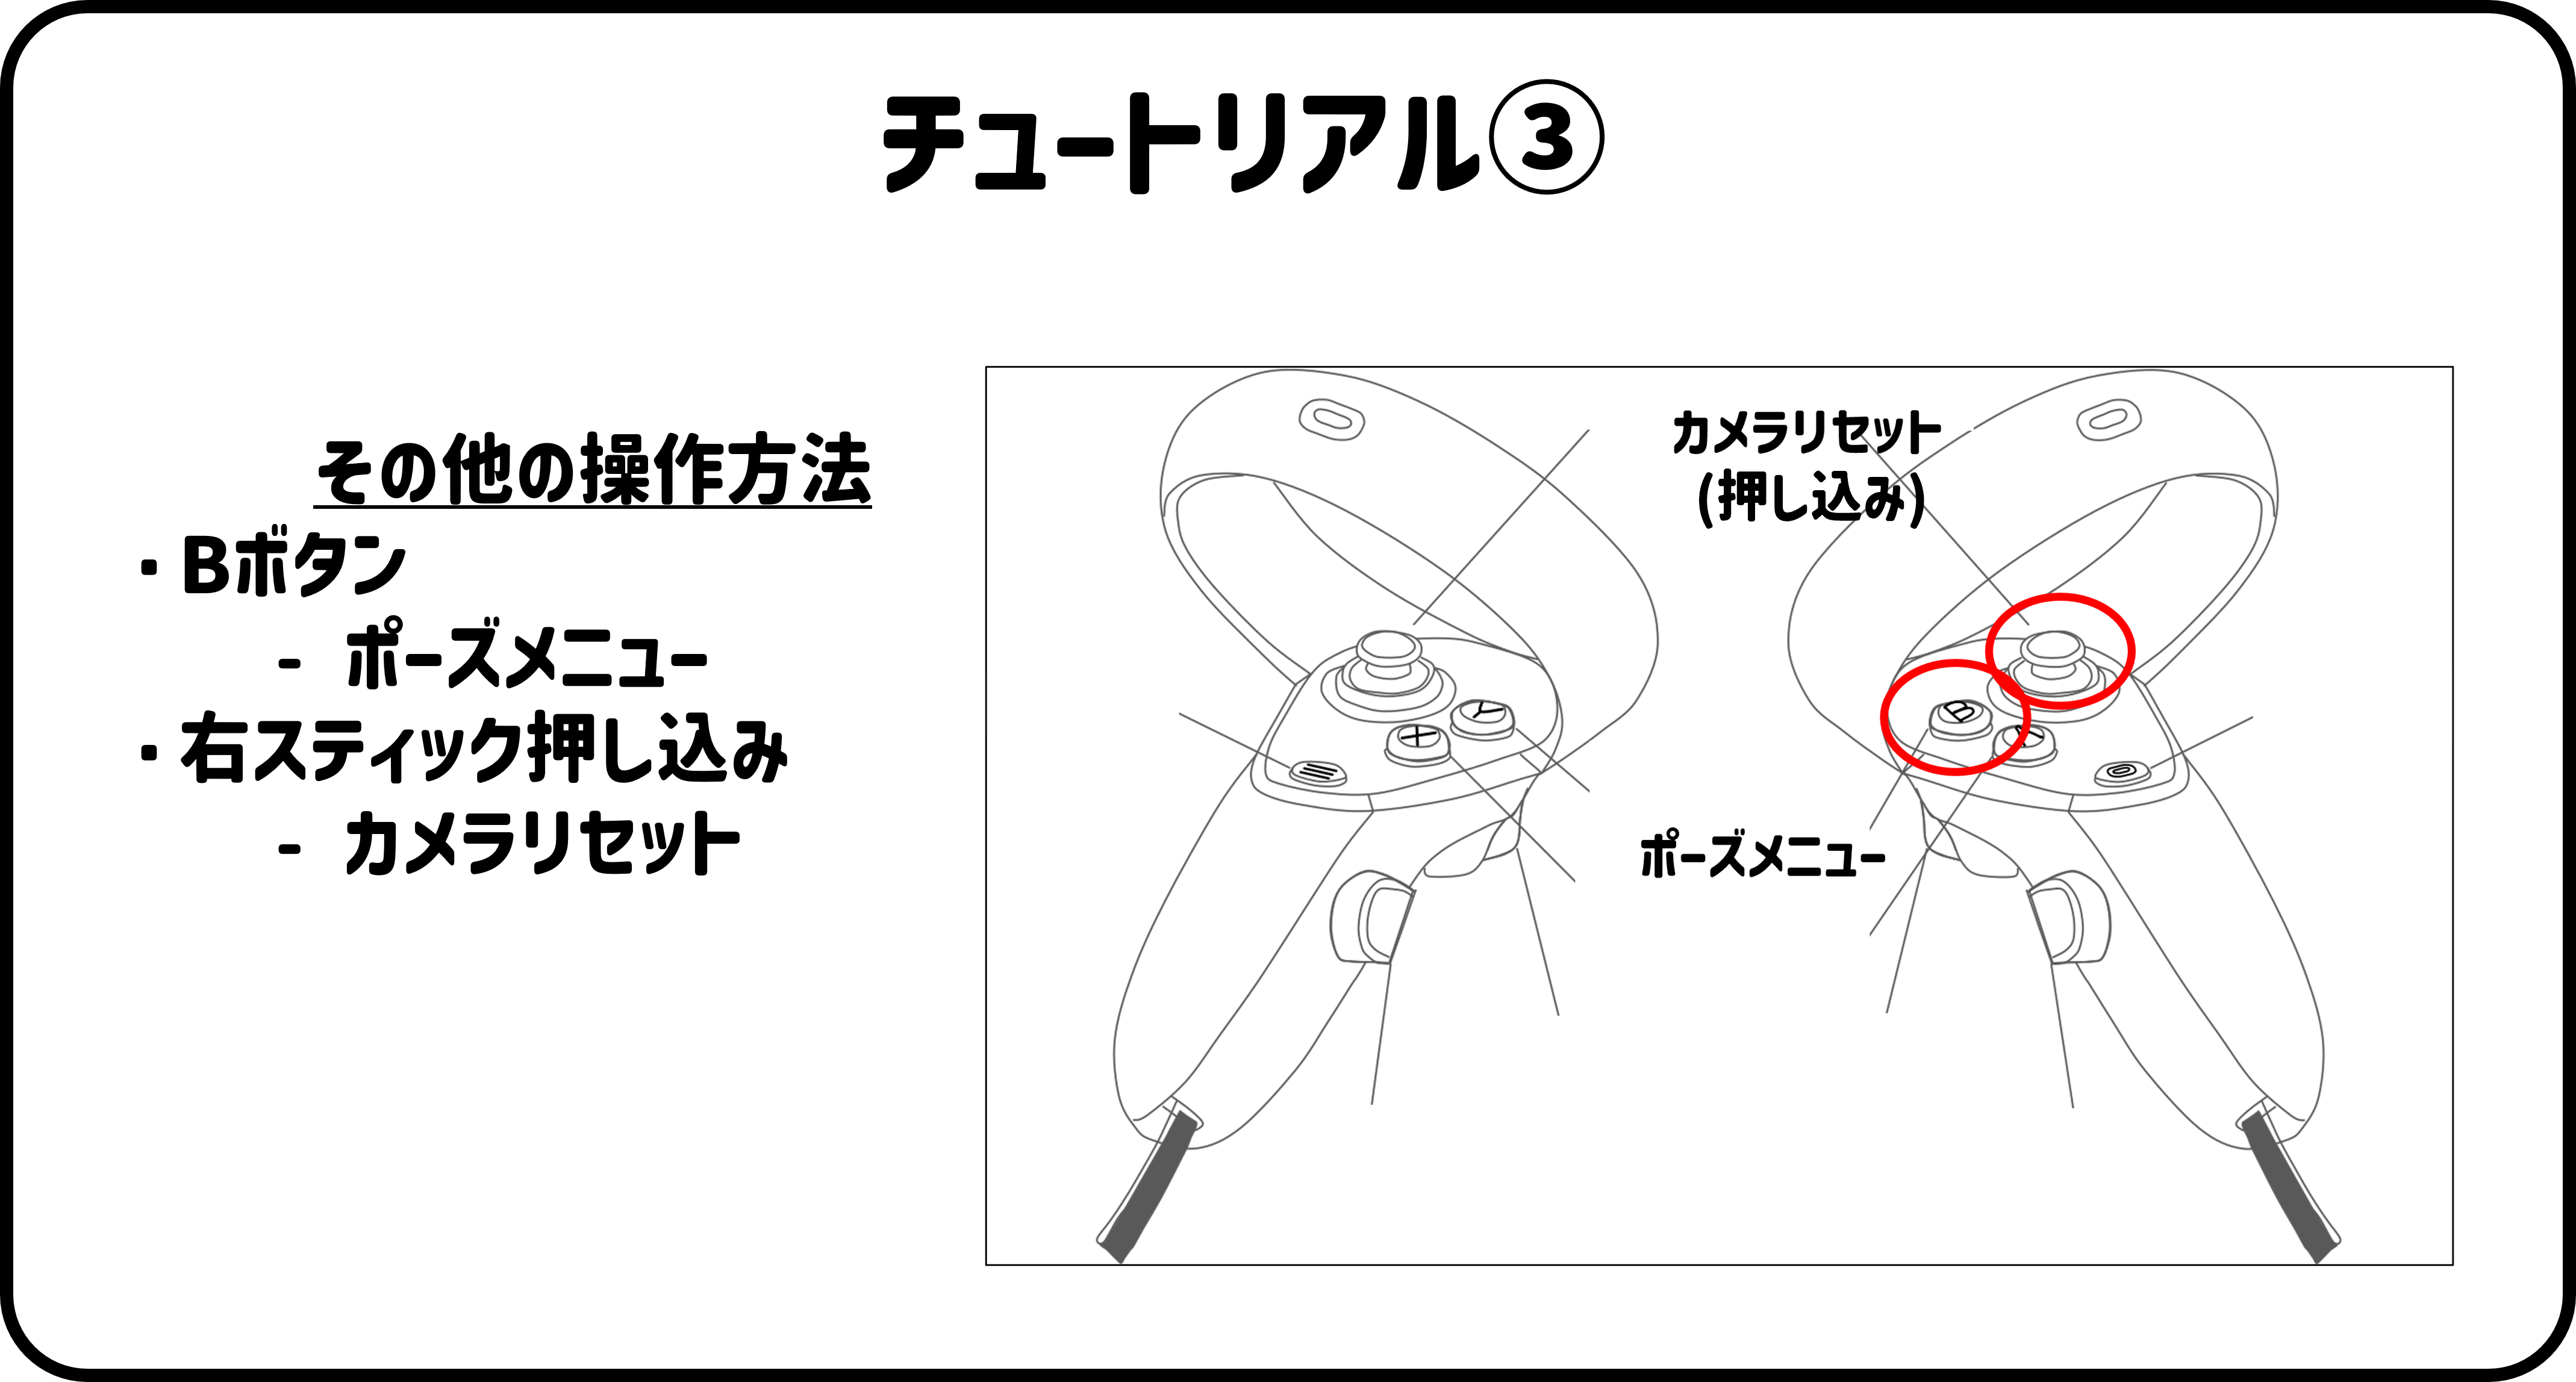 チュートリアル③
その他の操作方法
・Bボタン
- ポーズメニュー
・右スティック押し込み
- カメラリセット
カメラリセット
(押し込み)
Y
X
B
A
ポーズメニュー